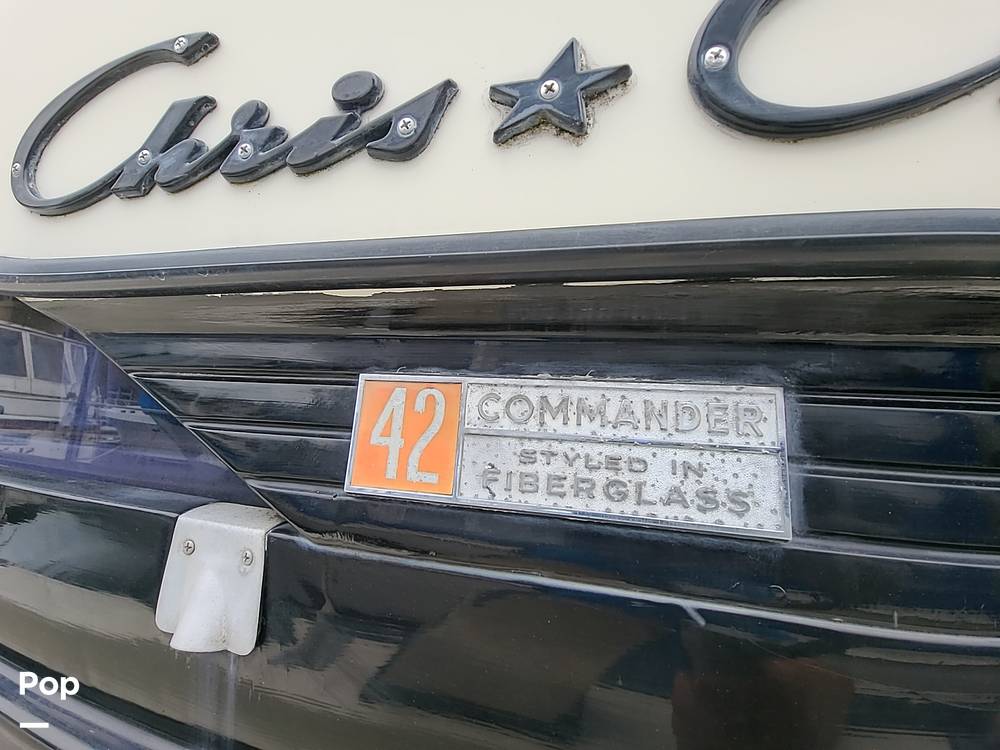 Chris ★ C
42 COMMANDER
STYLED IN
FIBERGLASS
Pop